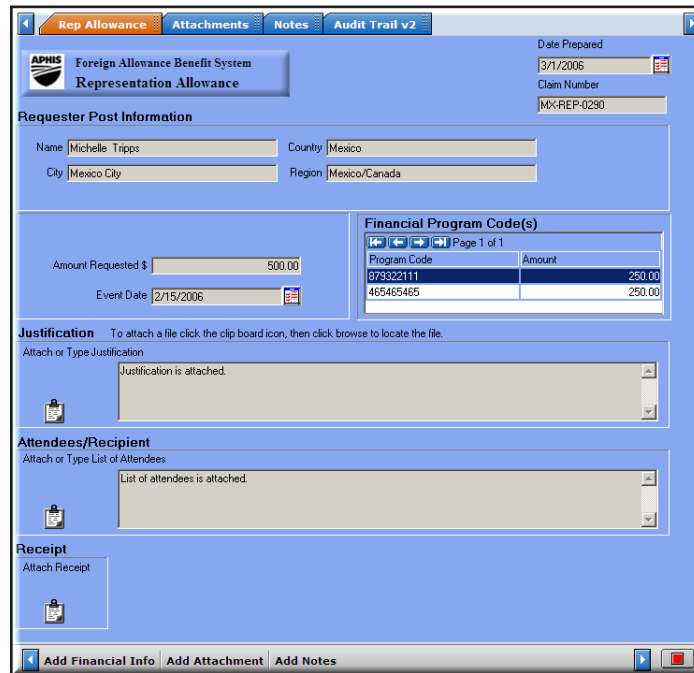 Rep Allowance Attachments Notes Audit Trail v2
Date Prepared
APHIS Foreign Allowance Benefit System
Representation Allowance
3/1/2006
Claim Number
MX-REP-0290
Requester Post Information
Name Michelle Tripps Country Mexico
City Mexico City Region Mexico/Canada
Financial Program Code(s)
Page 1 of 1
Program Code Amount
Amount Requested $ 500.00
879322111 250.00
Event Date 2/15/2006
465465465 250.00
Justification To attach a file click the clip board icon, then click browse to locate the file.
Attach or Type Justification
Justification is attached.
Attendees/Recipient
Attach or Type List of Attendees
List of attendees is attached.
Receipt
Attach Receipt
Add Financial Info Add Attachment Add Notes